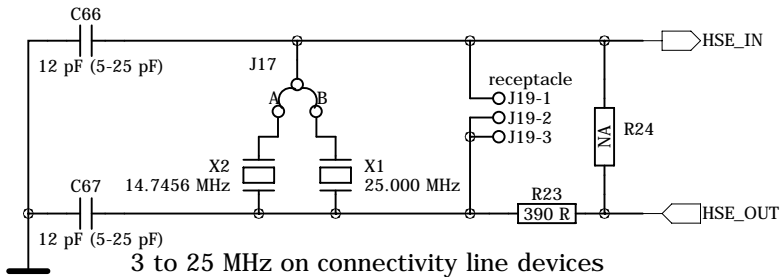 C66
12 pF (5-25 pF)
HSE_IN
J17
A B
receptacle
J19-1
J19-2
J19-3
NA
R24
X2
14.7456 MHz
X1
25.000 MHz
C67
12 pF (5-25 pF)
R23
390 R
HSE_OUT
3 to 25 MHz on connectivity line devices